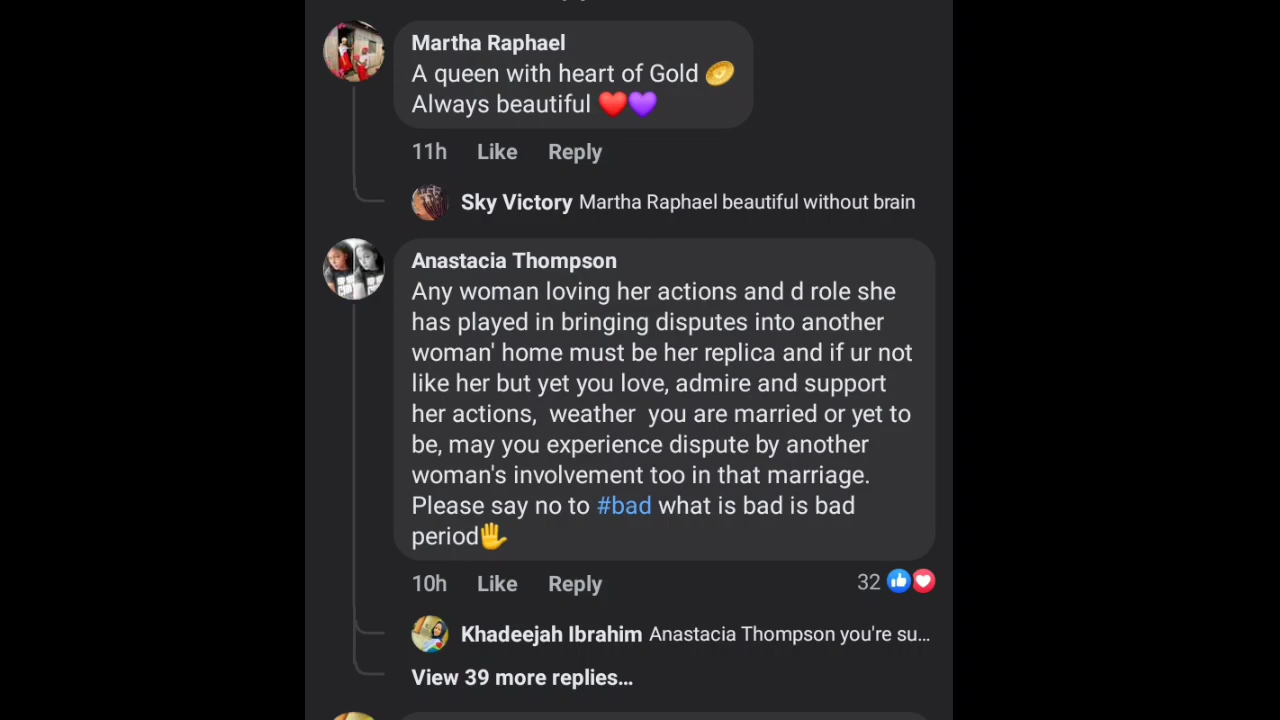 Martha Raphael
A queen with heart of Gold
Always beautiful ❤️💜
11h Like Reply
Sky Victory Martha Raphael beautiful without brain
Anastacia Thompson
Any woman loving her actions and d role she
has played in bringing disputes into another
woman' home must be her replica and if ur not
like her but yet you love, admire and support
her actions,  weather  you are married or yet to
be, may you experience dispute by another
woman's involvement too in that marriage.
Please say no to #bad what is bad is bad
period🤚
10h Like Reply 32
Khadeejah Ibrahim Anastacia Thompson you're su...
View 39 more replies...